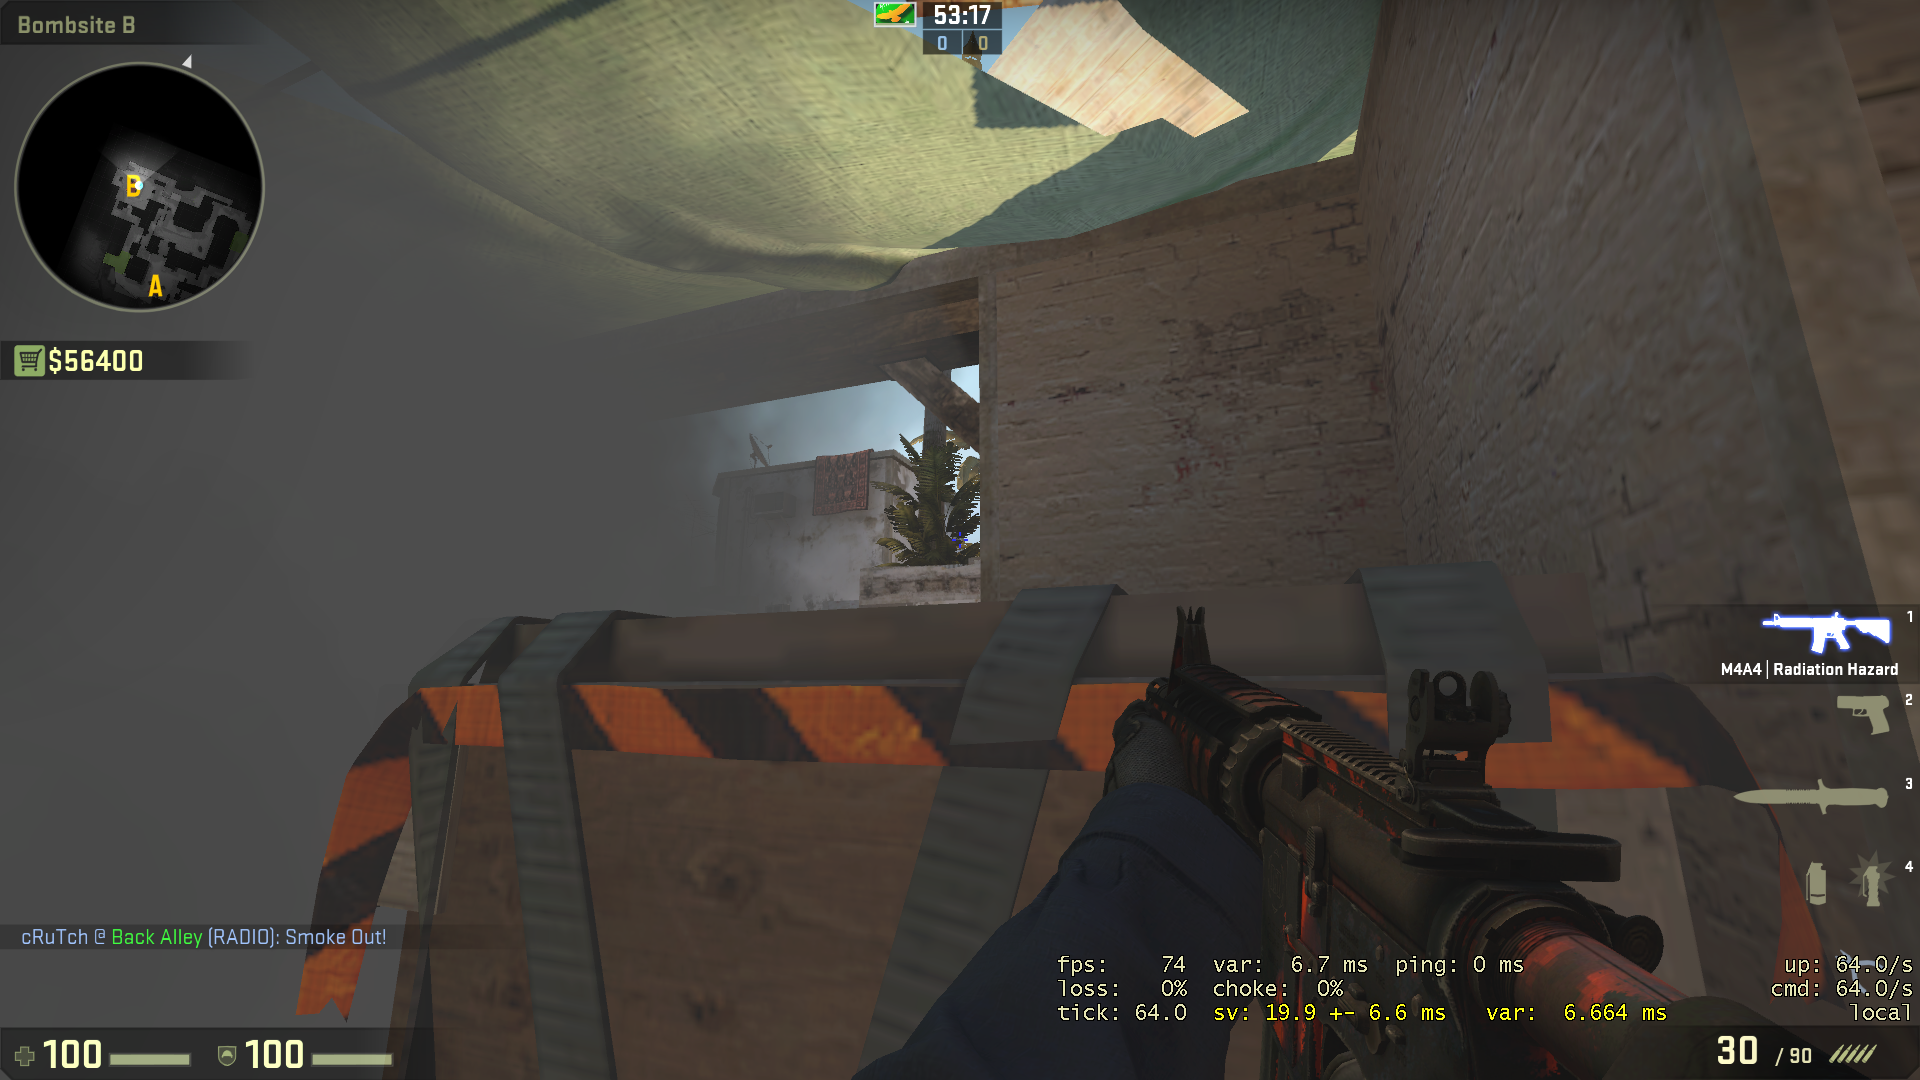 Bombsite B
53:17
0 0
B
A
$56400
1
M4A4 | Radiation Hazard
2
3
4
cRuTch @ Back Alley (RADIO): Smoke Out!
fps: 74 var: 6.7 ms ping: 0 ms
loss: 0% choke: 0%
tick: 64.0 sv: 19.9 +- 6.6 ms var: 6.664 ms
up: 64.0/s
cmd: 64.0/s
local
100 100
30 / 90